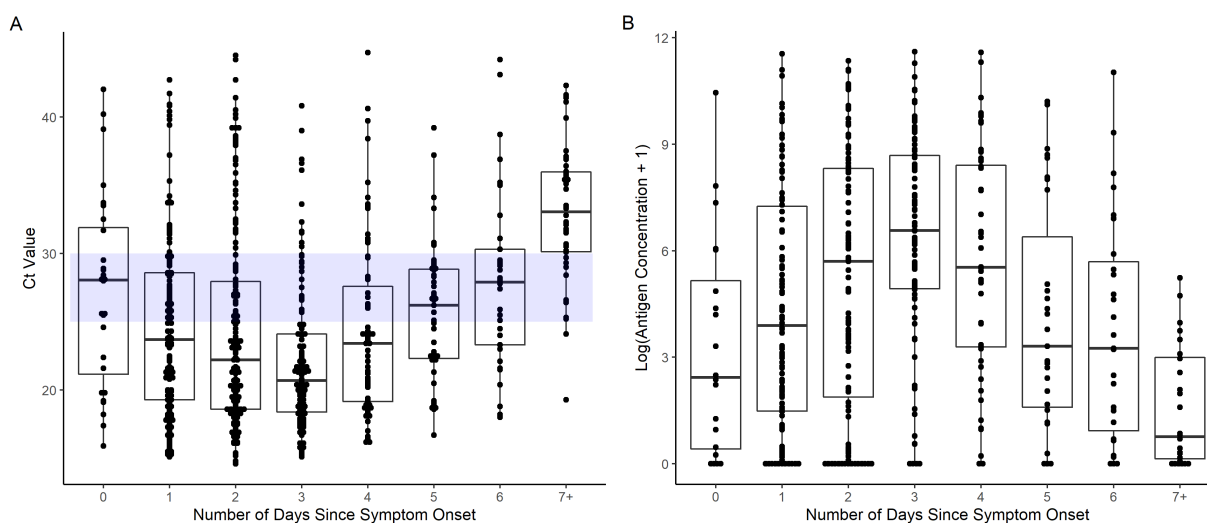 A
Ct Value
40
30
20
0 1 2 3 4 5 6 7+
Number of Days Since Symptom Onset
B
Log(Antigen Concentration + 1)
12
9
6
3
0
0 1 2 3 4 5 6 7+
Number of Days Since Symptom Onset